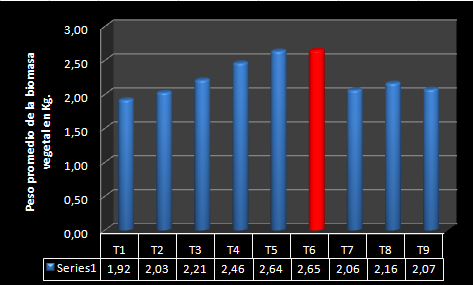 Peso promedio de la biomasa
vegetal en Kg.
3,00
2,50
2,00
1,50
1,00
0,50
0,00
T1 T2 T3 T4 T5 T6 T7 T8 T9
Series1 1,92 2,03 2,21 2,46 2,64 2,65 2,06 2,16 2,07